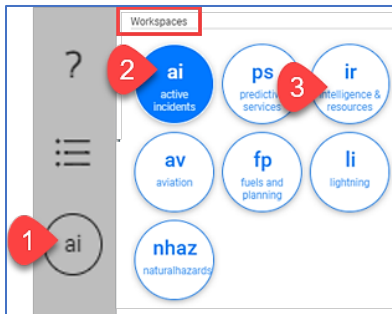 Workspaces
?
2
ai
active
incidents
ps
predictive
services
3
ir
intelligence &
resources
av
aviation
fp
fuels and
planning
li
lightning
1
ai
nhaz
naturalhazards